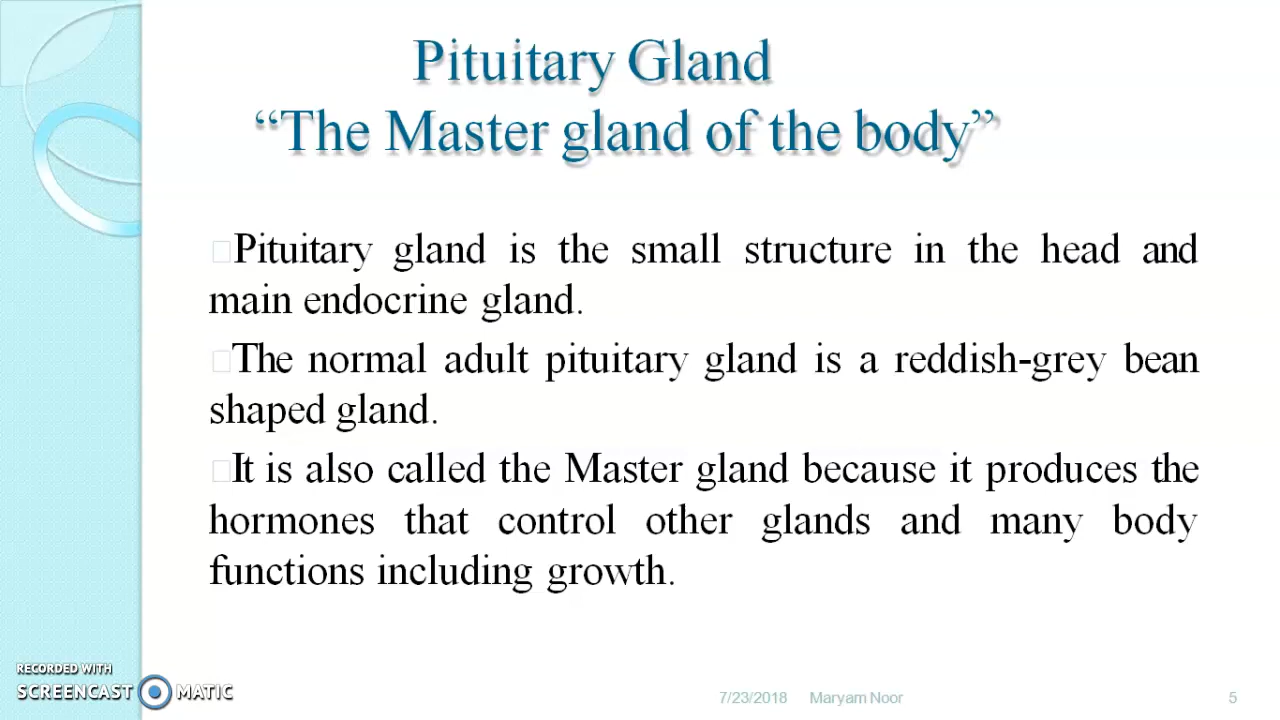 Pituitary Gland
“The Master gland of the body”
Pituitary gland is the small structure in the head and
main endocrine gland.
The normal adult pituitary gland is a reddish-grey bean
shaped gland.
It is also called the Master gland because it produces the
hormones that control other glands and many body
functions including growth.
RECORDED WITH
SCREENCAST MATIC
7/23/2018 Maryam Noor 5